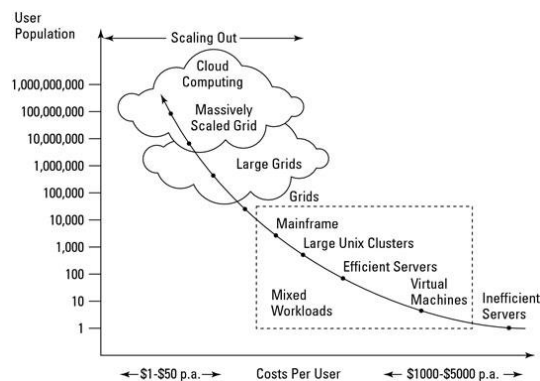 User
Population
Scaling Out
Cloud
Computing
1,000,000,000
100,000,000
Massively
Scaled Grid
10,000,000
1,000,000
Large Grids
100,000
Grids
10,000
Mainframe
1,000
Large Unix Clusters
100
Efficient Servers
Virtual
Machines
10
Mixed
Workloads
Inefficient
Servers
1
$1-$50 p.a.
Costs Per User
$1000-$5000 p.a.